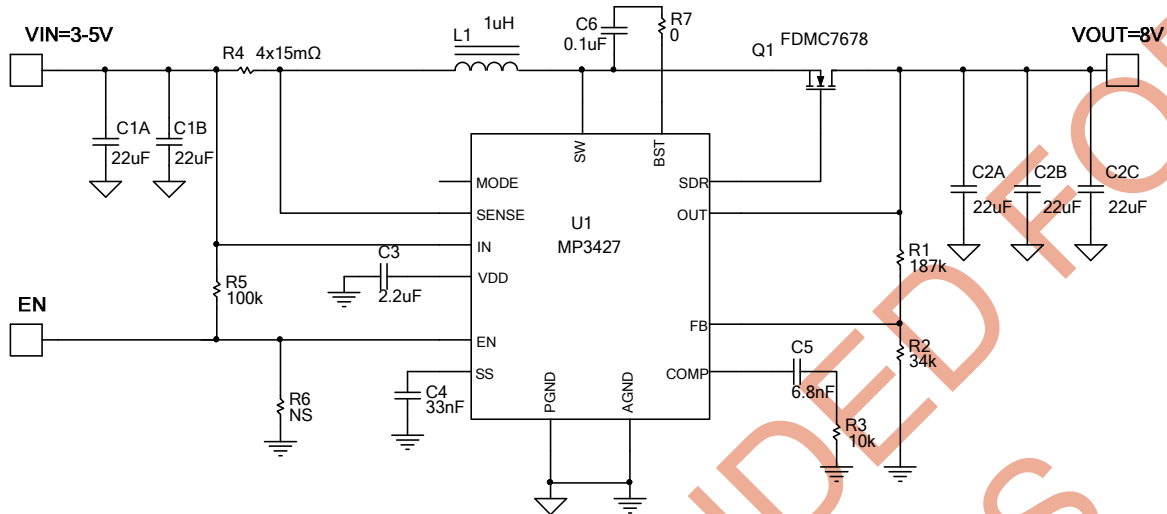 VIN=3-5V
R4 4x15mΩ
L1
1uH
C6
0.1uF
R7
0
Q1
FDMC7678
VOUT=8V
C1A
22uF
C1B
22uF
SW
BST
MODE
SENSE
IN
VDD
EN
SS
U1
MP3427
SDR
OUT
FB
COMP
PGND
AGND
C2A
22uF
C2B
22uF
C2C
22uF
C3
2.2uF
R5
100k
R1
187k
EN
R2
34k
C5
6.8nF
R6
NS
C4
33nF
R3
10k